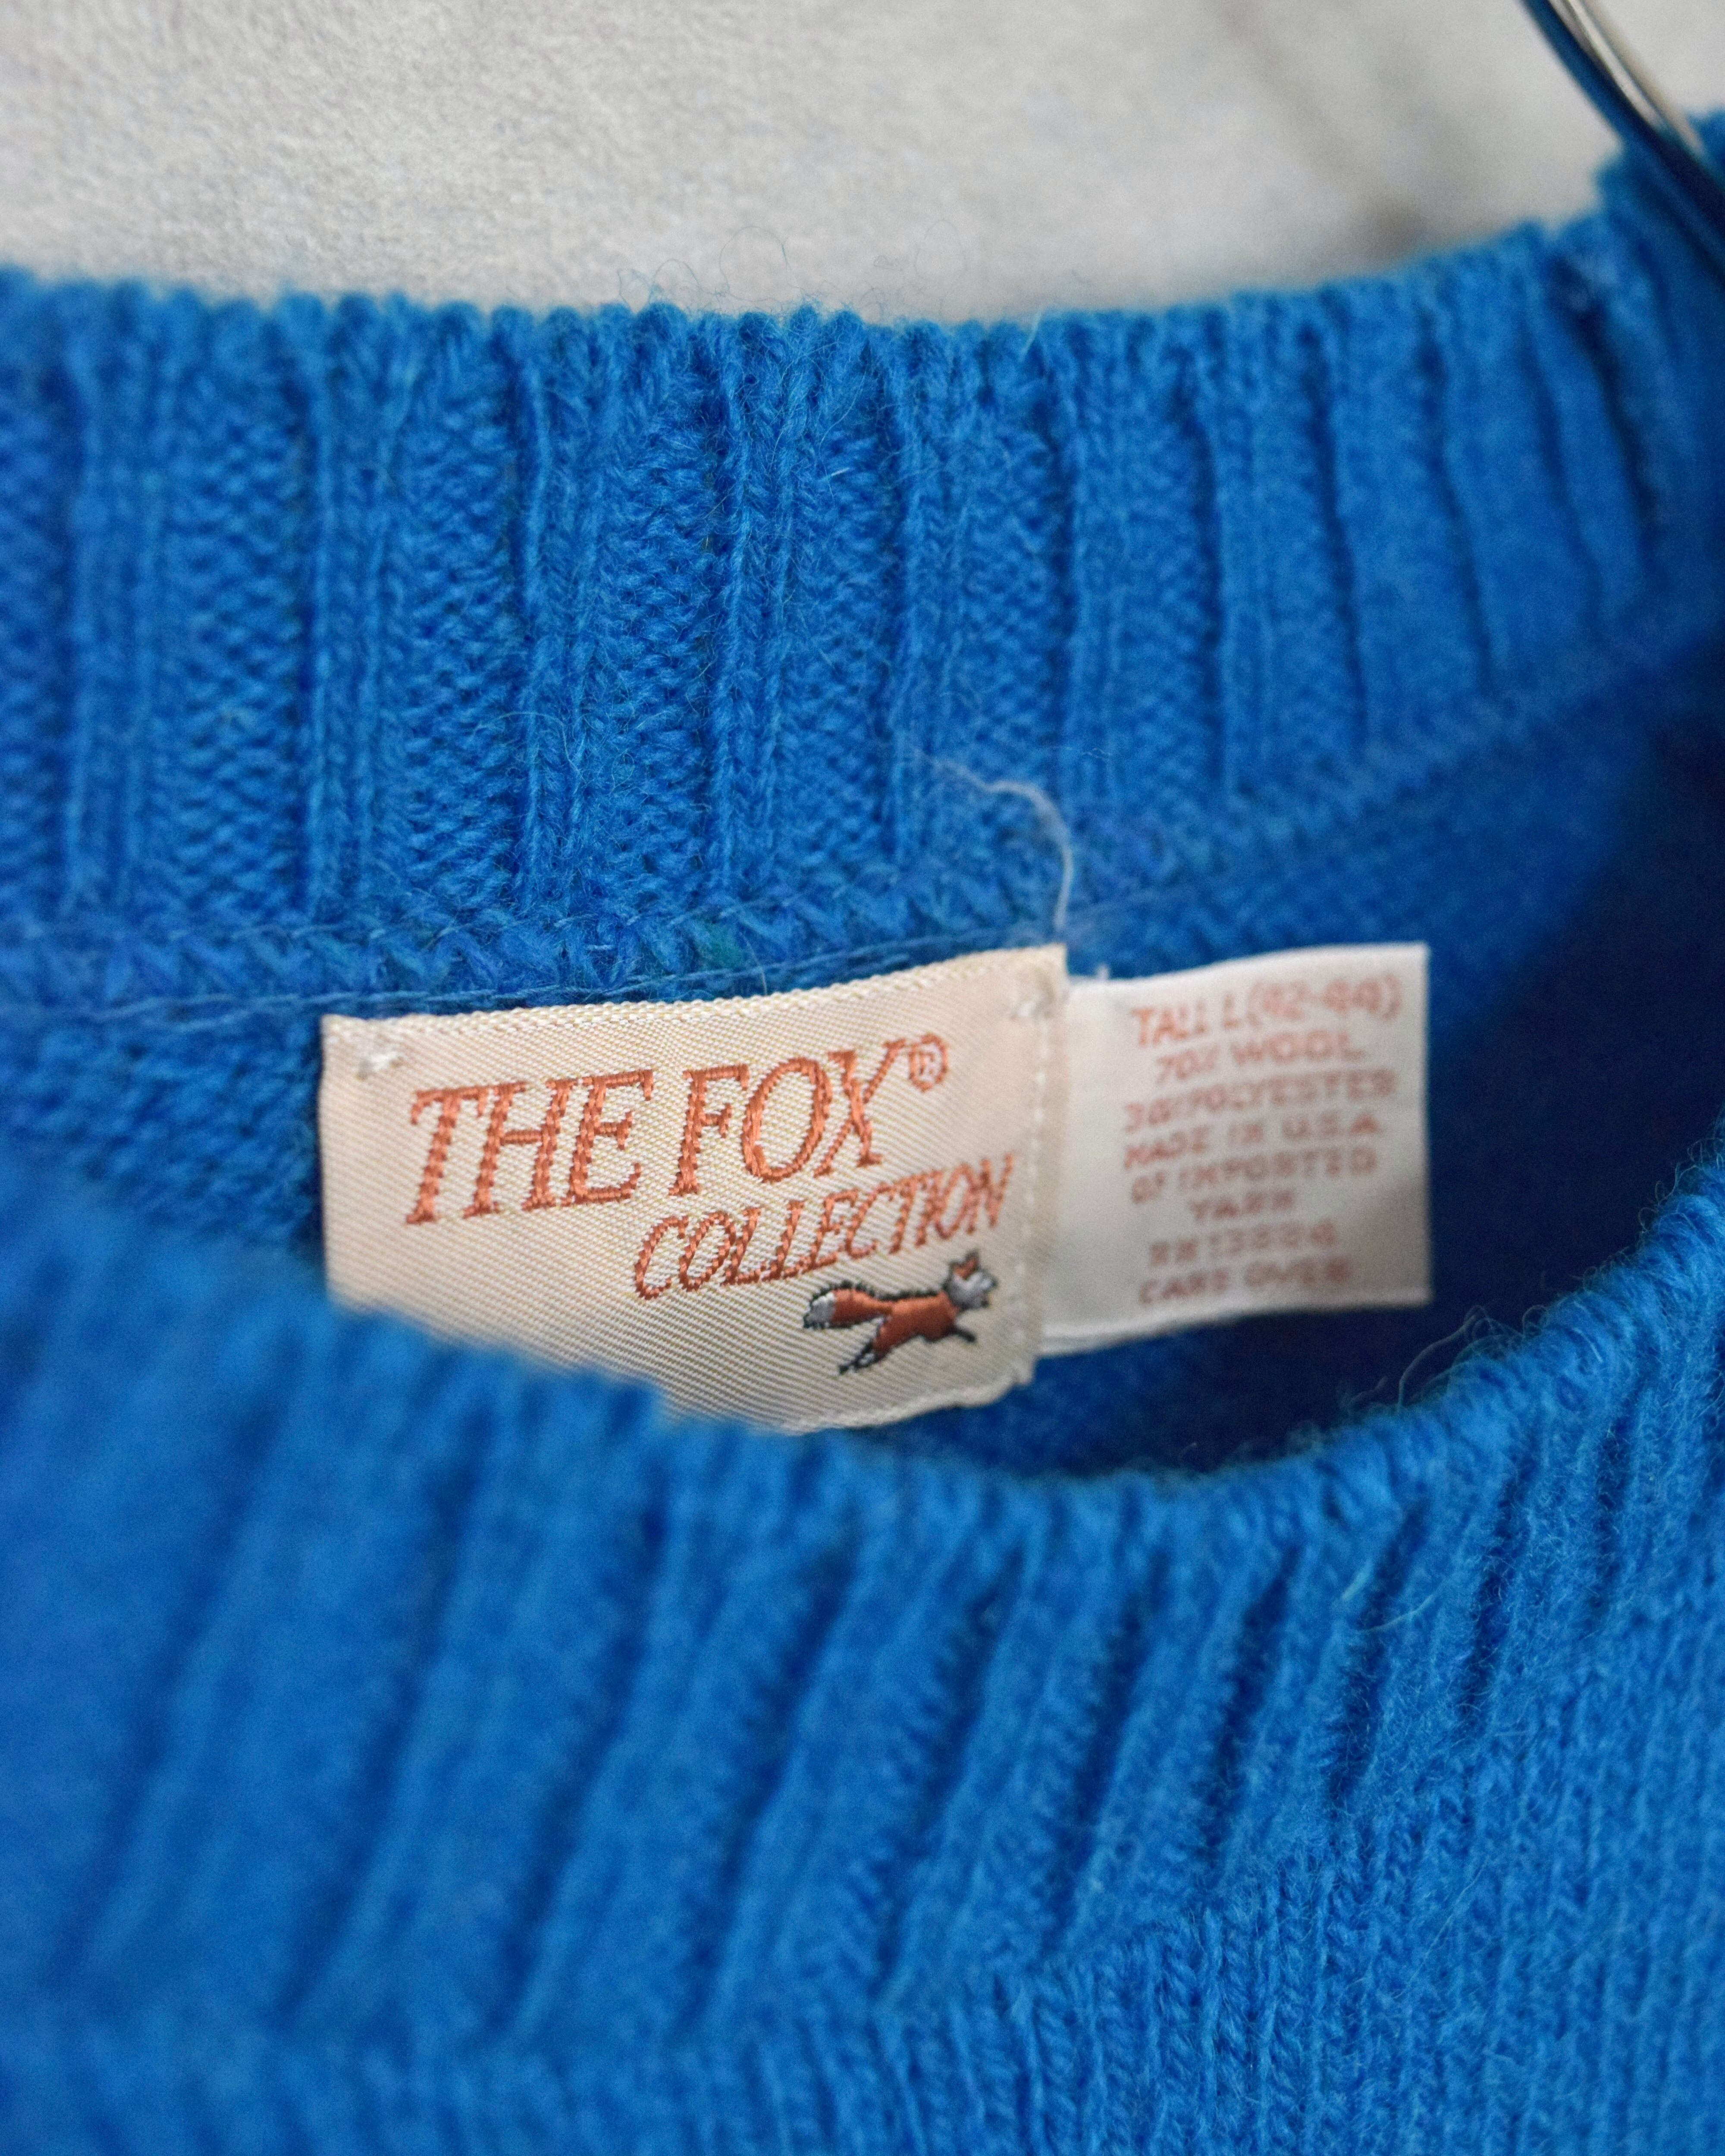 THE FOX®
COLLECTION
TALL L(42-44)
70% WOOL
30% POLYESTER
MADE IN U.S.A.
OF IMPORTED
YARN
CARE OVER